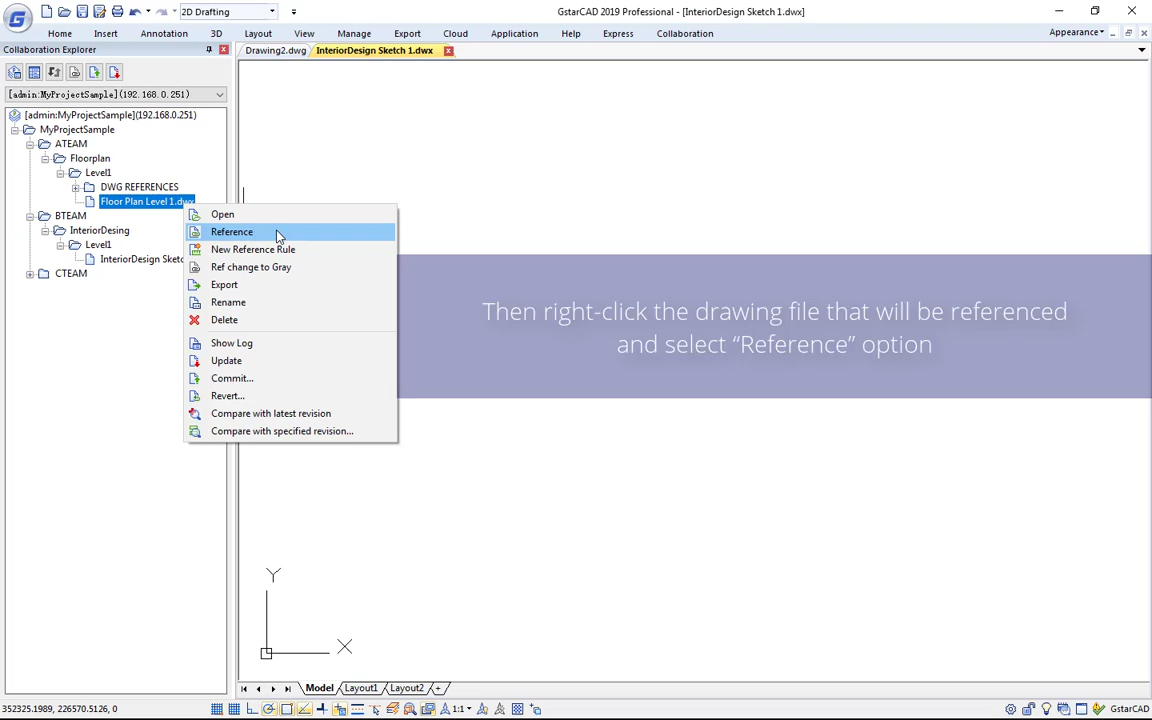 2D Drafting
GstarCAD 2019 Professional - [InteriorDesign Sketch 1.dwx]
Home Insert Annotation 3D Layout View Manage Export Cloud Application Help Express Collaboration Appearance
Collaboration Explorer
Drawing2.dwg InteriorDesign Sketch 1.dwx
[admin:MyProjectSample](192.168.0.251)
[admin:MyProjectSample](192.168.0.251)
MyProjectSample
ATEAM
Floorplan
Level1
DWG REFERENCES
Floor Plan Level 1.dwx
BTEAM
InteriorDesing
Level1
InteriorDesign Sketc
CTEAM
Open
Reference
New Reference Rule
Ref change to Gray
Export
Rename
Delete
Show Log
Update
Commit...
Revert...
Compare with latest revision
Compare with specified revision...
Then right-click the drawing file that will be referenced
and select “Reference” option
Y
X
Model Layout1 Layout2 +
352325.1989, 226570.5126, 0
1:1
GstarCAD